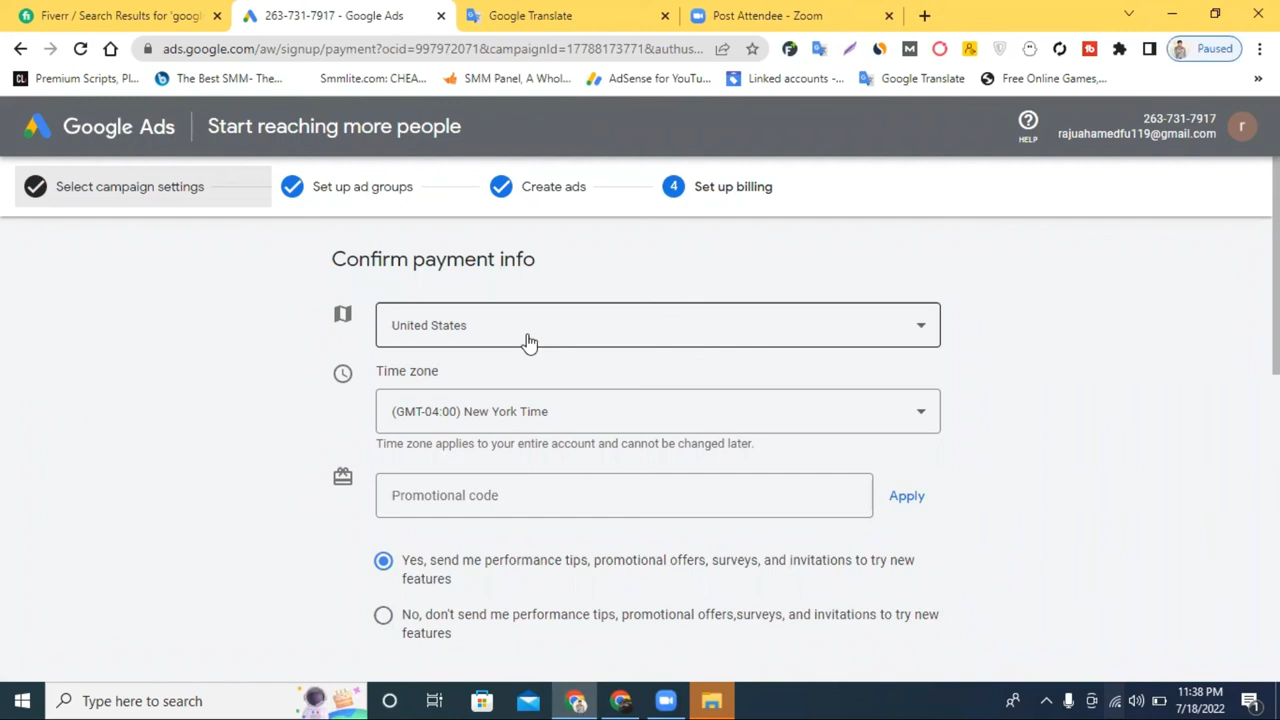 Fiverr / Search Results for 'googl
263-731-7917 - Google Ads
Google Translate
Post Attendee - Zoom
ads.google.com/aw/signup/payment?ocid=997972071&campaignId=17788173771&authus...
Paused
Premium Scripts, Pl...
The Best SMM- The...
Smmlite.com: CHEA...
SMM Panel, A Whol...
AdSense for YouTu...
Linked accounts -...
Google Translate
Free Online Games,...
»
Google Ads
Start reaching more people
HELP
263-731-7917
rajuahamedfu119@gmail.com
r
Select campaign settings
Set up ad groups
Create ads
4
Set up billing
Confirm payment info
United States
Time zone
(GMT-04:00) New York Time
Time zone applies to your entire account and cannot be changed later.
Promotional code
Apply
Yes, send me performance tips, promotional offers, surveys, and invitations to try new
features
No, don't send me performance tips, promotional offers,surveys, and invitations to try new
features
Type here to search
11:38 PM
7/18/2022